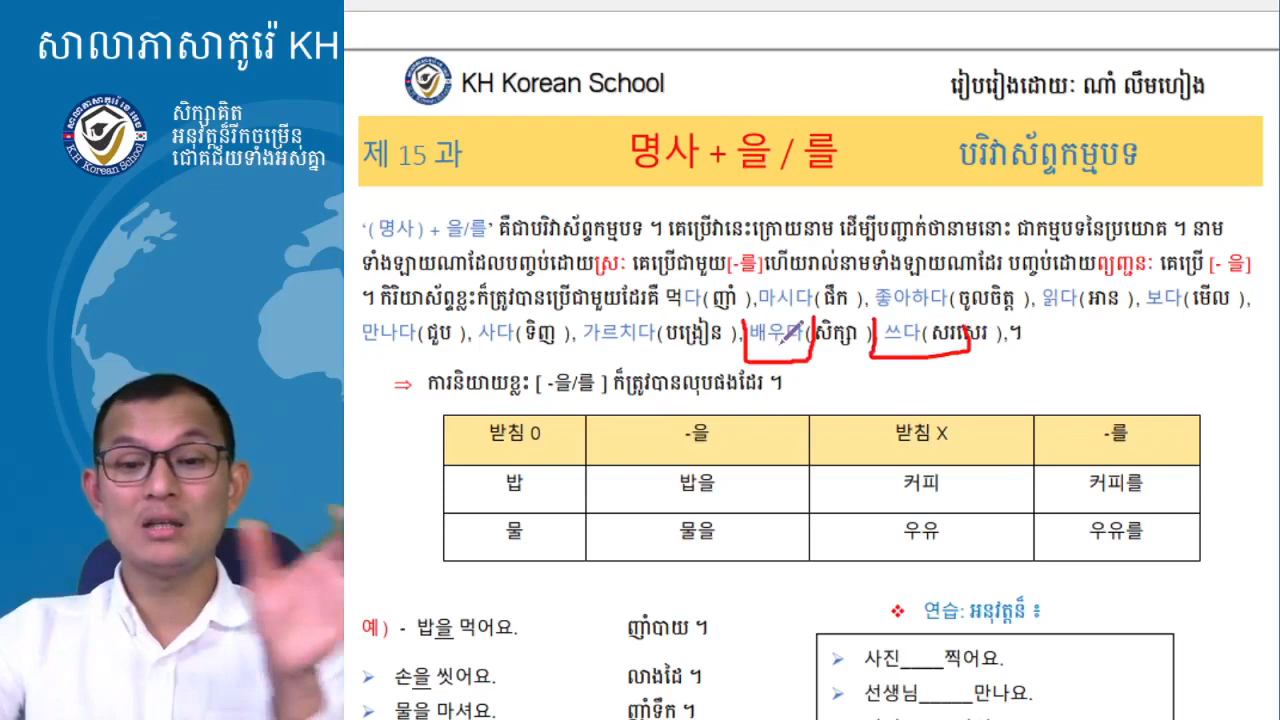 សាលាភាសាកូរ៉េ KH
សិក្សាគិត
អនុវត្តន៏រីកចម្រើន
ជោគជ័យទាំងអស់គ្នា
KH Korean School
រៀបរៀងដោយៈ ណាំ លឹមហៀង
제 15 과
명사 + 을 / 를
បរិវាស័ព្ទកម្មបទ
‘(명사) + 을/를’ គឺជាបរិវាស័ព្ទកម្មបទ ។ គេប្រើវានេះក្រោយនាម ដើម្បីបញ្ជាក់ថានាមនោះ ជាកម្មបទនៃប្រយោគ ។ នាម
ទាំងឡាយណាដែលបញ្ចប់ដោយស្រៈ គេប្រើជាមួយ[-를]ហើយរាល់នាមទាំងឡាយណាដែរ បញ្ចប់ដោយព្យញ្ជនៈ គេប្រើ [- 을]
។ កិរិយាស័ព្ទខ្លះក៏ត្រូវបានប្រើជាមួយដែរគឺ 먹다(ញ៉ាំ ),마시다(ផឹក ), 좋아하다(ចូលចិត្ត ), 읽다(អាន ), 보다(មើល ),
만나다(ជួប ), 사다(ទិញ ), 가르치다(បង្រៀន ), 배우다(សិក្សា ), 쓰다(សរសេរ ),។
⇒ ការនិយាយខ្លះ [ -을/를 ] ក៏ត្រូវបានលុបផងដែរ ។
받침 0 -을 받침 X -를
밥 밥을 커피 커피를
물 물을 우유 우유를
예) - 밥을 먹어요. ញ៉ាំបាយ ។
손을 씻어요. លាងដៃ ។
물을 마셔요. ញ៉ាំទឹក ។
연습: អនុវត្តន៏ ៖
사진____찍어요.
선생님_____만나요.